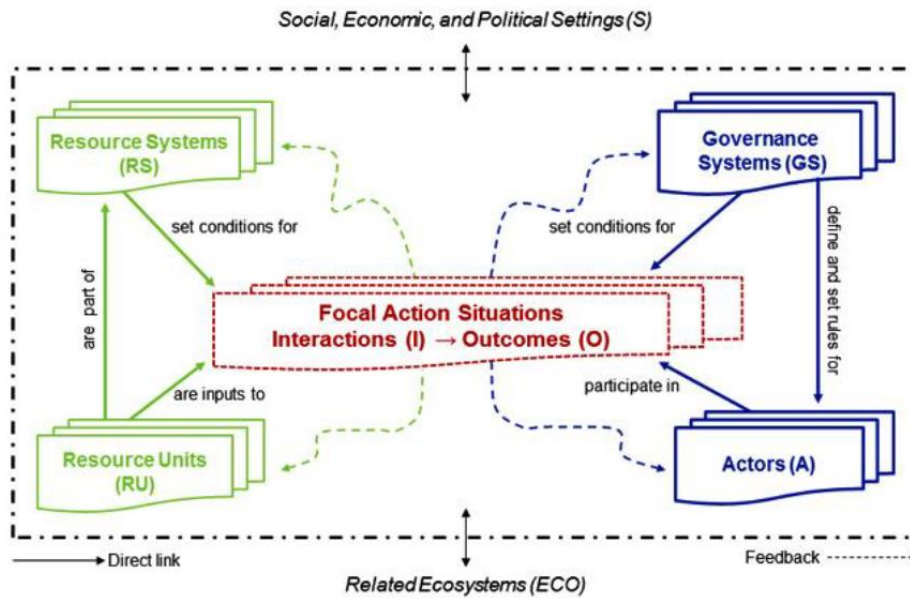 Social, Economic, and Political Settings (S)
Resource Systems
(RS)
Governance
Systems (GS)
set conditions for
set conditions for
are part of
define and set rules for
Focal Action Situations
Interactions (I) → Outcomes (O)
are inputs to
participate in
Resource Units
(RU)
Actors (A)
Direct link
Feedback
Related Ecosystems (ECO)